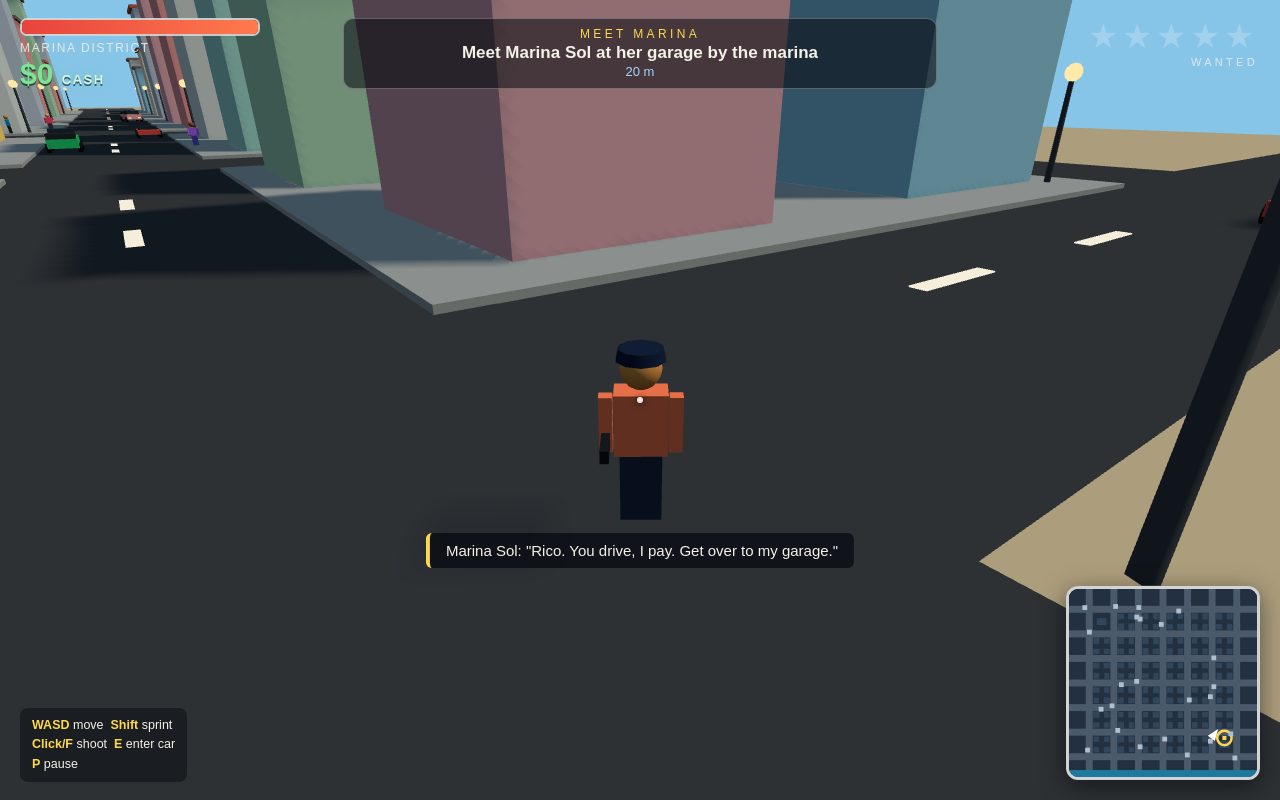 MARINA DISTRICT
$0 CASH
MEET MARINA
Meet Marina Sol at her garage by the marina
20 m
WANTED
Marina Sol: "Rico. You drive, I pay. Get over to my garage."
WASD move Shift sprint
Click/F shoot E enter car
P pause